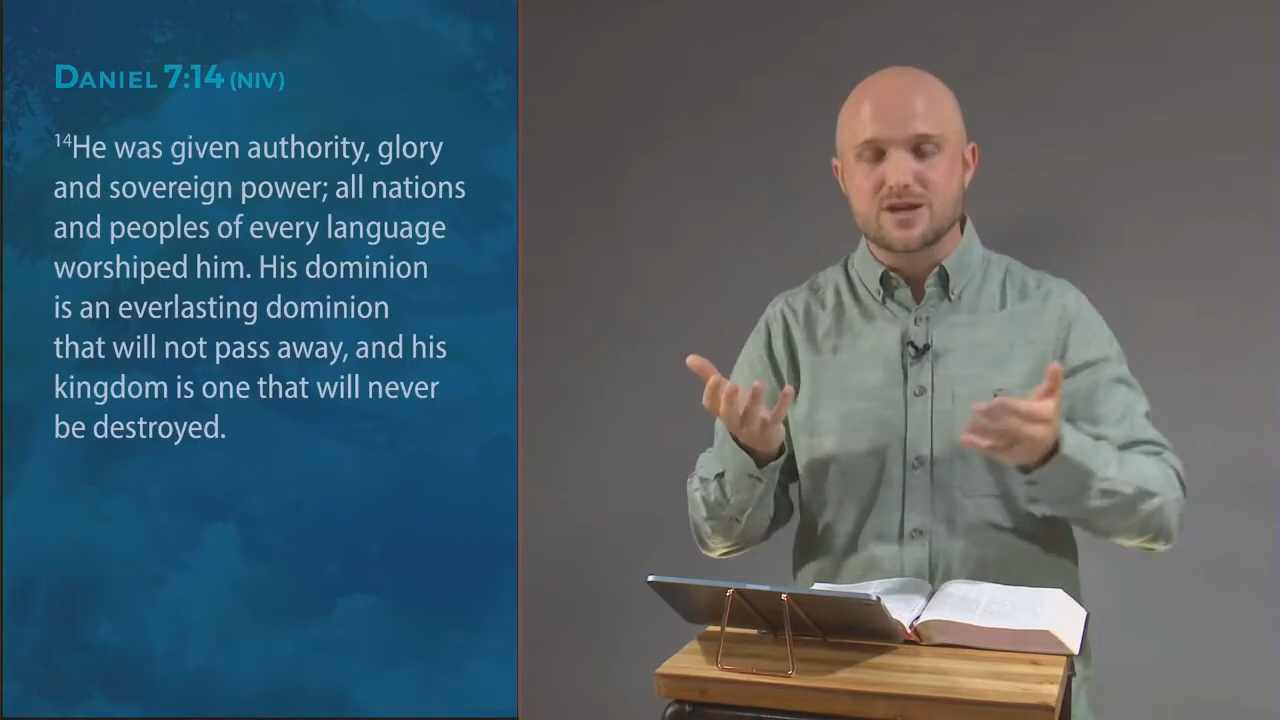 DANIEL 7:14 (NIV)
¹⁴He was given authority, glory
and sovereign power; all nations
and peoples of every language
worshiped him. His dominion
is an everlasting dominion
that will not pass away, and his
kingdom is one that will never
be destroyed.